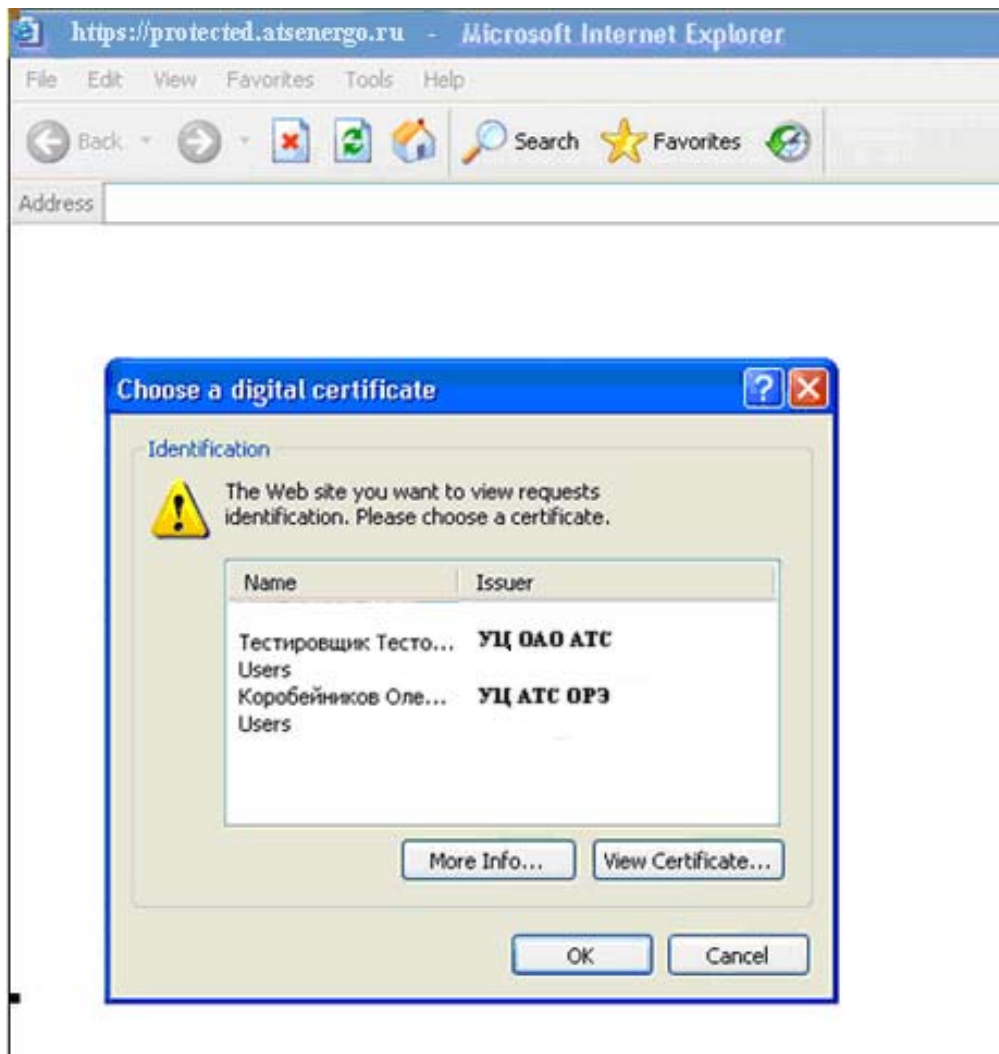 https://protected.atsenergo.ru - Microsoft Internet Explorer
File Edit View Favorites Tools Help
Back Search Favorites
Address
Choose a digital certificate
Identification
The Web site you want to view requests
identification. Please choose a certificate.
Name Issuer
Тестировщик Тесто... УЦ ОАО АТС
Users
Коробейников Оле... УЦ АТС ОРЭ
Users
More Info... View Certificate...
OK Cancel